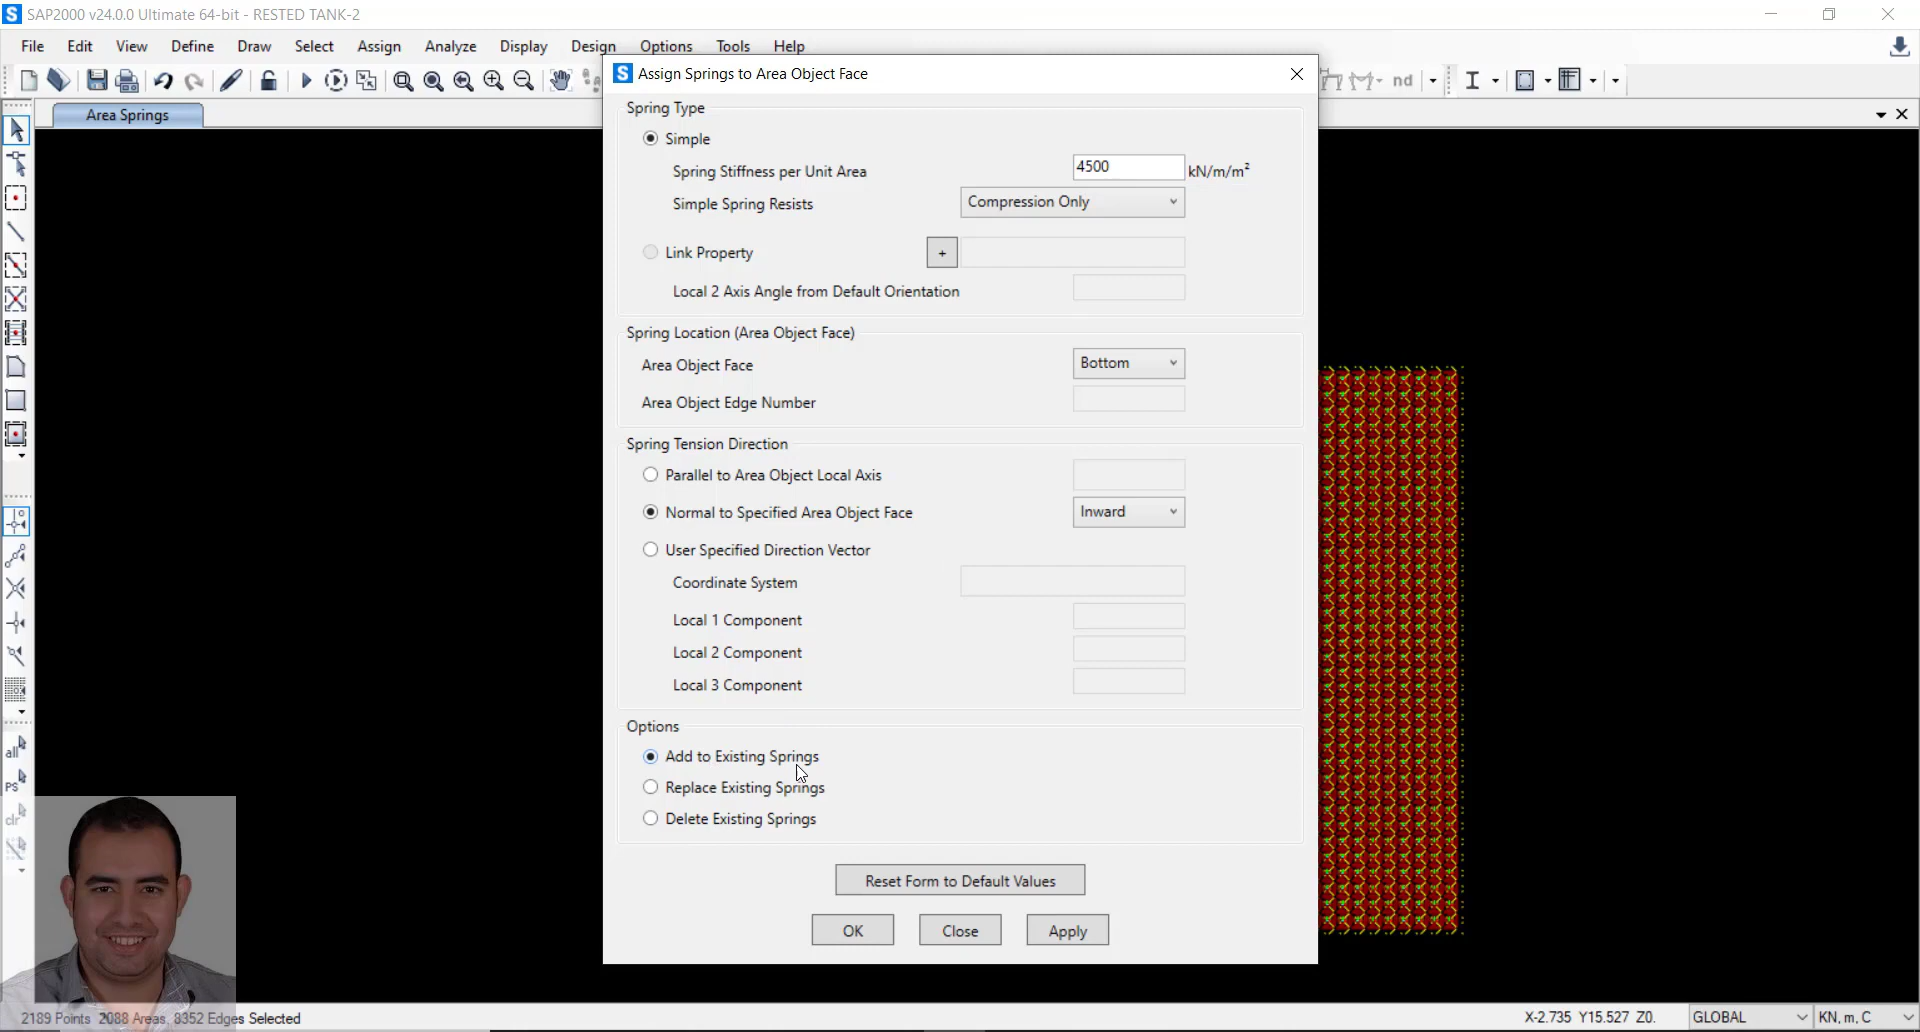 SAP2000 v24.0.0 Ultimate 64-bit - RESTED TANK-2
File Edit View Define Draw Select Assign Analyze Display Design Options Tools Help
nd
Area Springs
Assign Springs to Area Object Face
Spring Type
Simple
Spring Stiffness per Unit Area 4500 kN/m/m²
Simple Spring Resists Compression Only
Link Property +
Local 2 Axis Angle from Default Orientation
Spring Location (Area Object Face)
Area Object Face Bottom
Area Object Edge Number
Spring Tension Direction
Parallel to Area Object Local Axis
Normal to Specified Area Object Face Inward
User Specified Direction Vector
Coordinate System
Local 1 Component
Local 2 Component
Local 3 Component
Options
Add to Existing Springs
Replace Existing Springs
Delete Existing Springs
Reset Form to Default Values
OK Close Apply
all
PS
clr
2189 Points 2088 Areas, 8352 Edges Selected
X-2.735 Y15.527 Z0. GLOBAL KN, m, C